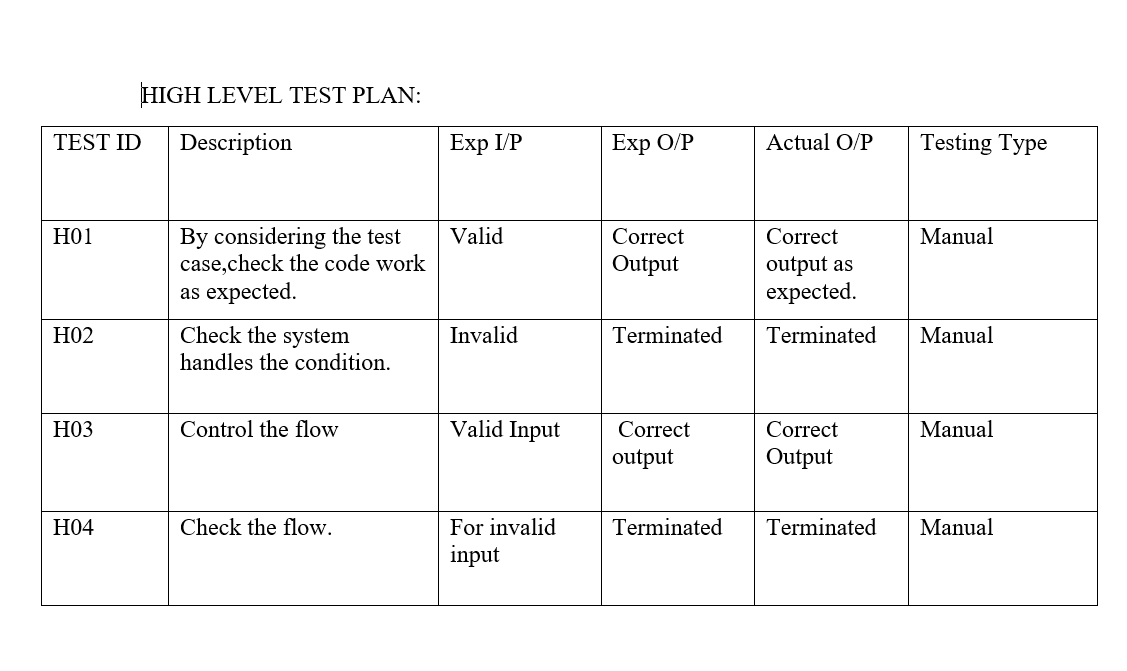 HIGH LEVEL TEST PLAN:
TEST ID Description Exp I/P Exp O/P Actual O/P Testing Type
H01 By considering the test Valid Correct Correct Manual
case,check the code work Output output as
as expected. expected.
H02 Check the system Invalid Terminated Terminated Manual
handles the condition.
H03 Control the flow Valid Input Correct Correct Manual
output Output
H04 Check the flow. For invalid Terminated Terminated Manual
input